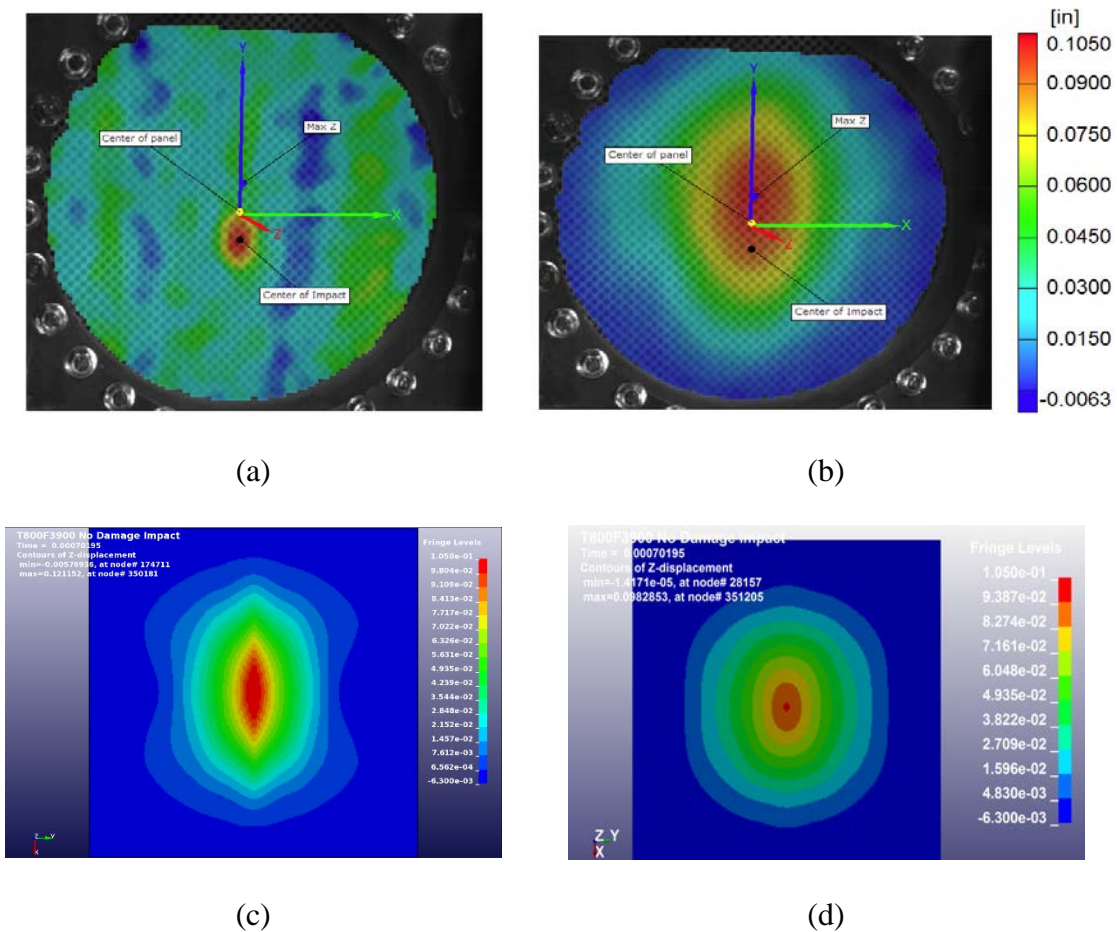 Y
Max Z
Center of panel
X
Z
Center of Impact
Y
Max Z
Center of panel
X
Z
Center of Impact
[in]
0.1050
0.0900
0.0750
0.0600
0.0450
0.0300
0.0150
-0.0063
(a)
(b)
T800F3900 No Damage Impact
Time = 0.00070195
Contours of Z-displacement
min=-0.00576936, at node# 174711
max=0.121152, at node# 350181
Fringe Levels
1.050e-01
9.804e-02
9.109e-02
8.413e-02
7.717e-02
7.022e-02
6.326e-02
5.631e-02
4.935e-02
4.239e-02
3.544e-02
2.848e-02
2.152e-02
1.457e-02
7.612e-03
6.562e-04
-6.300e-03
Z Y
X
T800F3900 No Damage Impact
Time = 0.00070195
Contours of Z-displacement
min=-1.4171e-05, at node# 28157
max=0.0982853, at node# 351205
Fringe Levels
1.050e-01
9.387e-02
8.274e-02
7.161e-02
6.048e-02
4.935e-02
3.822e-02
2.709e-02
1.596e-02
4.830e-03
-6.300e-03
Z Y
X
(c)
(d)